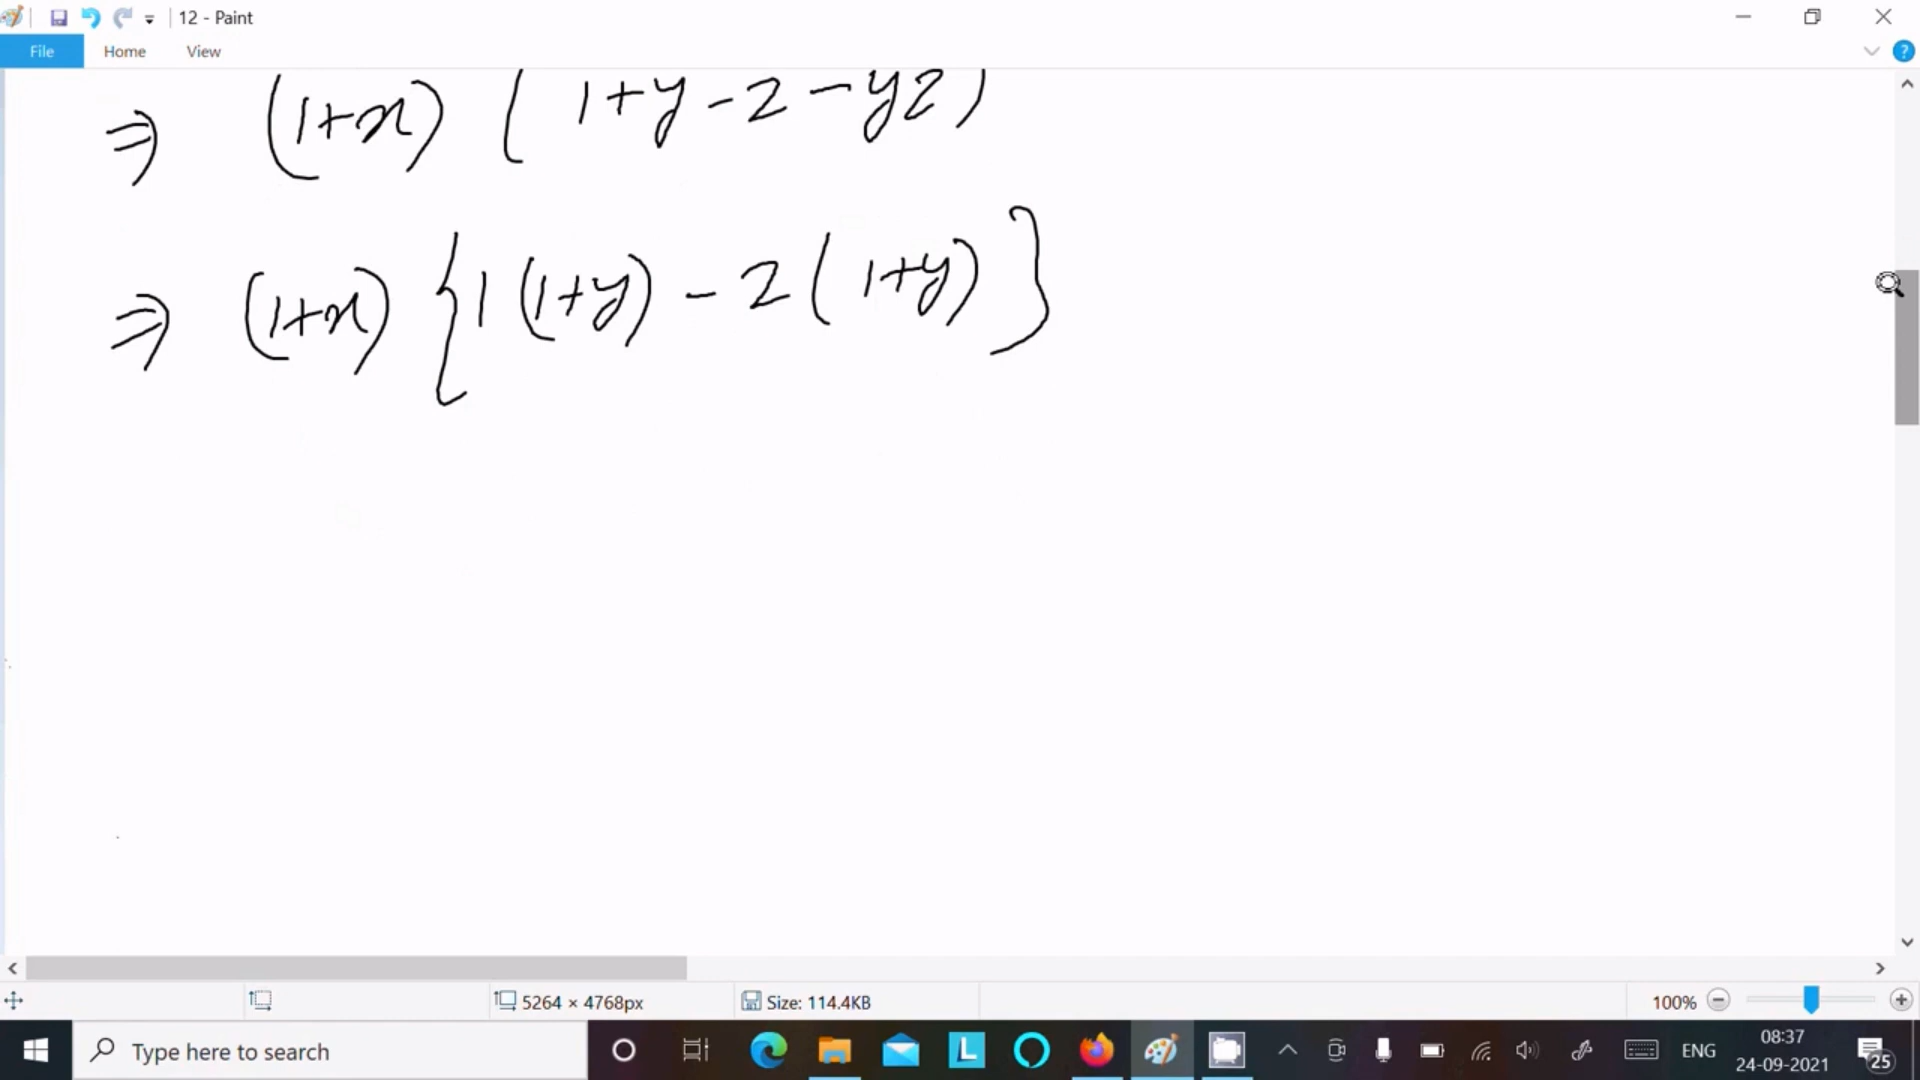 12 - Paint
File Home View
⇒ (1+x) ( 1+y-z-yz)
⇒ (1+x) {1(1+y) - z(1+y)}
5264 × 4768px Size: 114.4KB 100%
Type here to search
L
ENG
08:37
24-09-2021
25